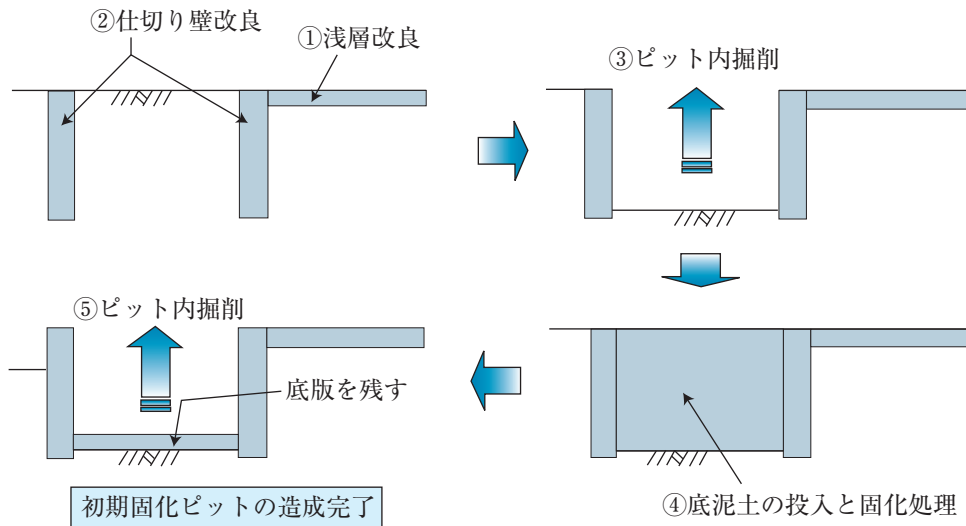 ②仕切り壁改良
①浅層改良
③ピット内掘削
④底泥土の投入と固化処理
⑤ピット内掘削
底版を残す
初期固化ピットの造成完了